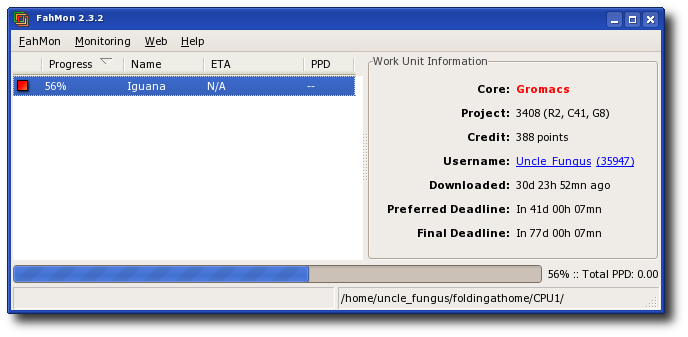 FahMon 2.3.2
FahMon Monitoring Web Help
Progress Name ETA PPD
56% Iguana N/A --
Work Unit Information
Core: Gromacs
Project: 3408 (R2, C41, G8)
Credit: 388 points
Username: Uncle_Fungus (35947)
Downloaded: 30d 23h 52mn ago
Preferred Deadline: In 41d 00h 07mn
Final Deadline: In 77d 00h 07mn
56% :: Total PPD: 0.00
/home/uncle_fungus/foldingathome/CPU1/